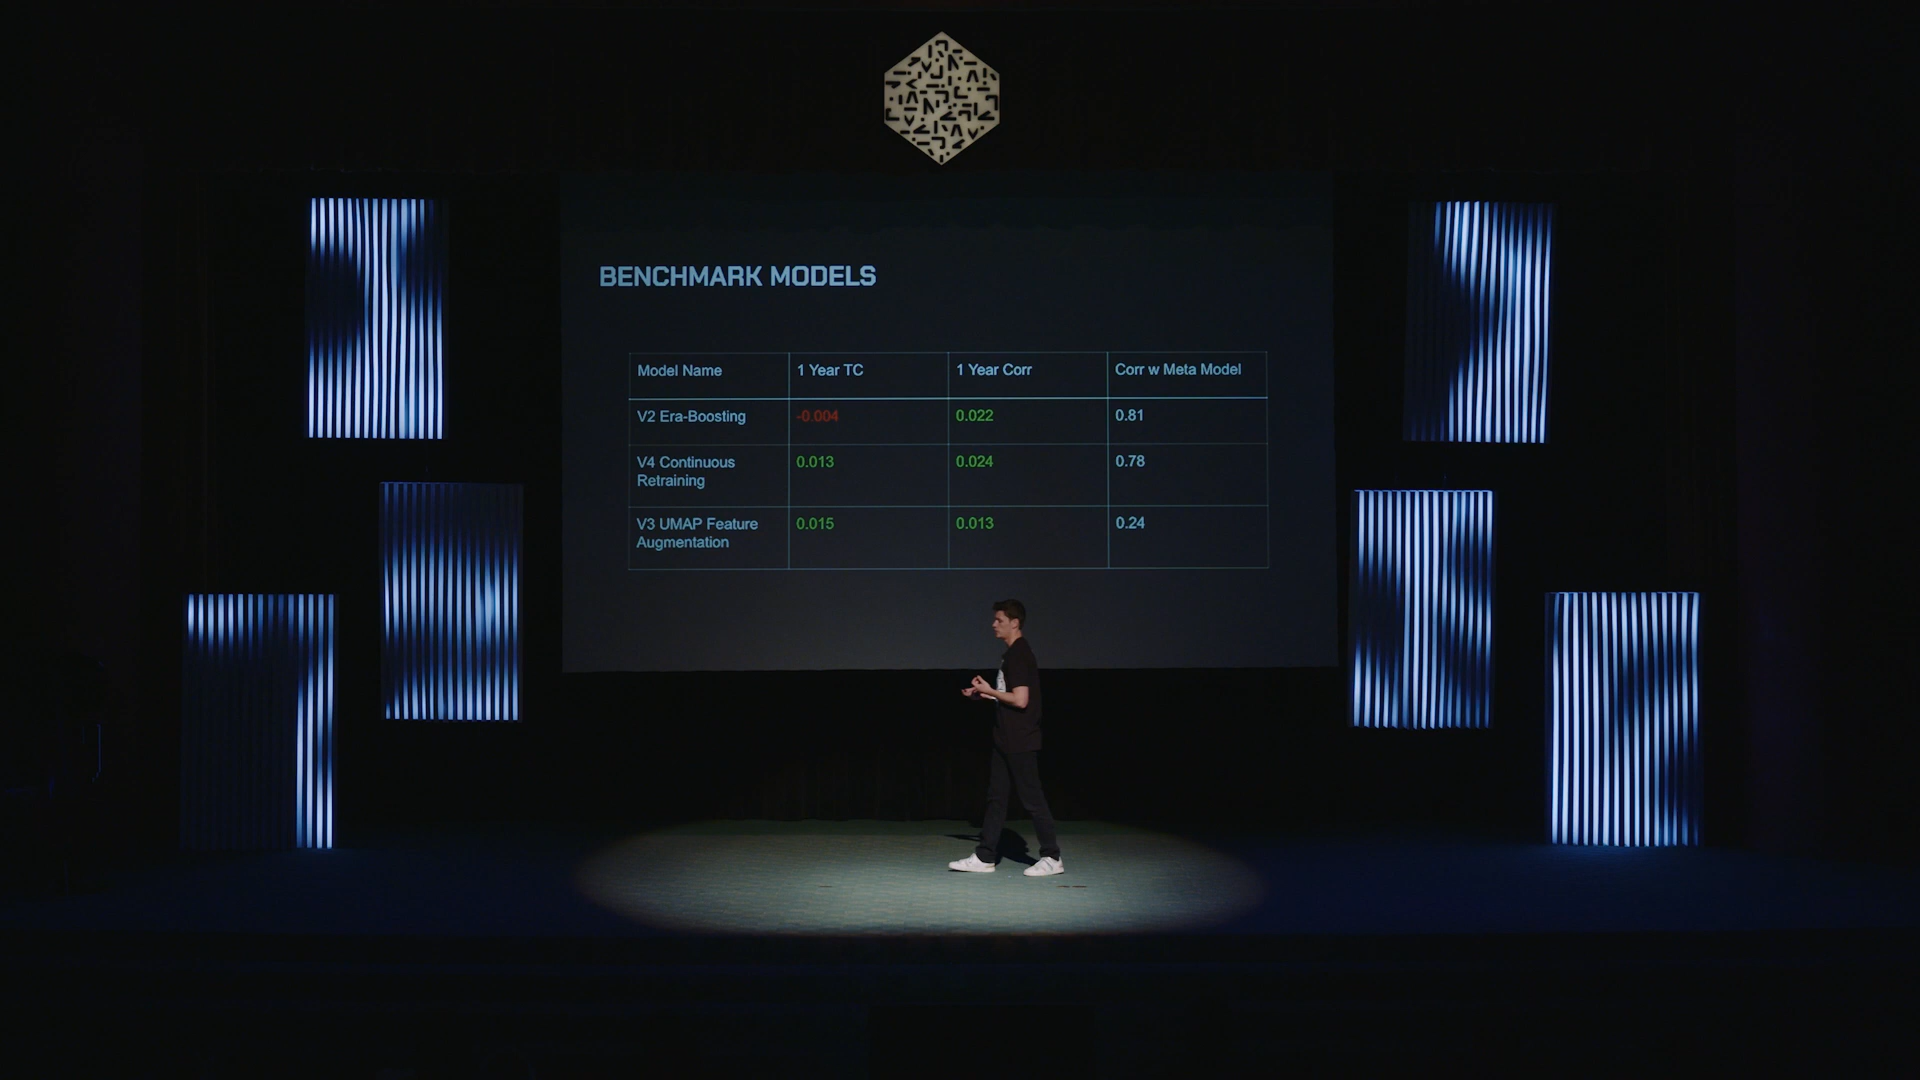 BENCHMARK MODELS
Model Name 1 Year TC 1 Year Corr Corr w Meta Model
V2 Era-Boosting -0.004 0.022 0.81
V4 Continuous 0.013 0.024 0.78
Retraining
V3 UMAP Feature 0.015 0.013 0.24
Augmentation